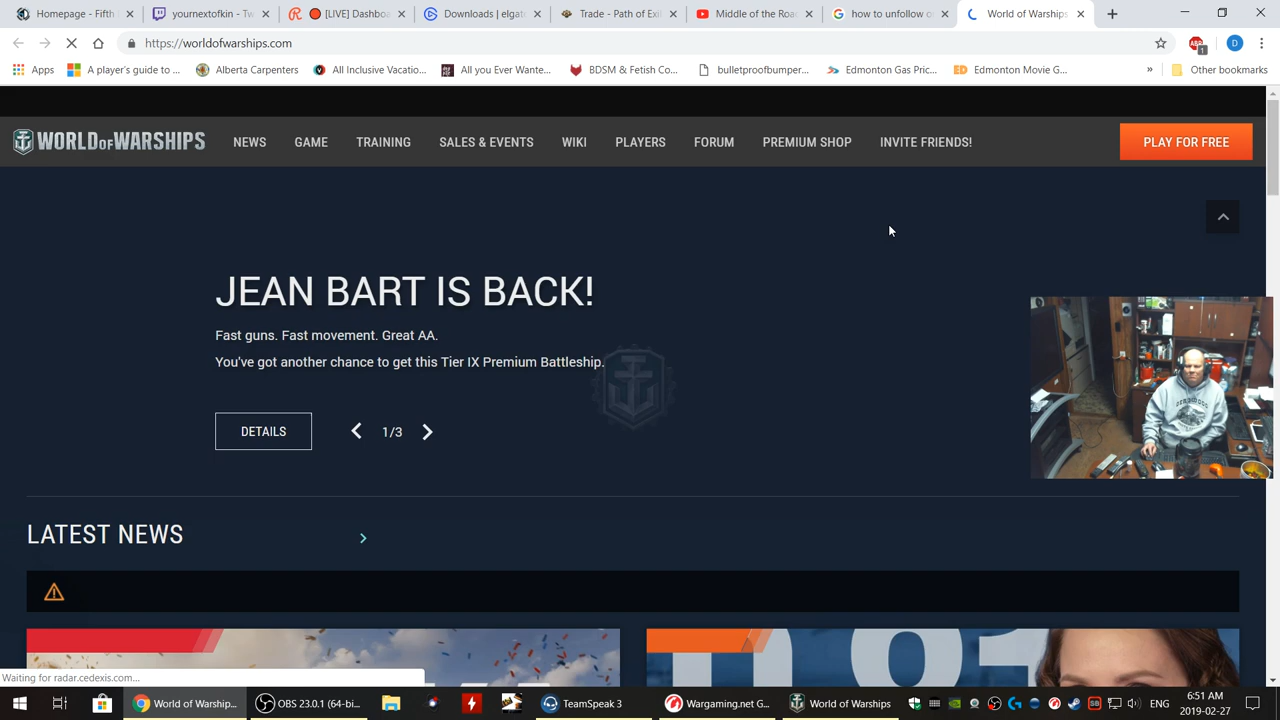 Homepage - Fifth
yournextofkin - Tw
[LIVE] Dashboa
Downloads | elgat
Trade - Path of Exil
Middle of the Roa
how to unfollow c
World of Warships
https://worldofwarships.com
1
D
Apps
A player's guide to ...
Alberta Carpenters
All Inclusive Vacatio...
All you Ever Wante...
BDSM & Fetish Co...
bulletproofbumper...
Edmonton Gas Pric...
Edmonton Movie G...
»
Other bookmarks
WORLD OF WARSHIPS
NEWS
GAME
TRAINING
SALES & EVENTS
WIKI
PLAYERS
FORUM
PREMIUM SHOP
INVITE FRIENDS!
PLAY FOR FREE
JEAN BART IS BACK!
Fast guns. Fast movement. Great AA.
You've got another chance to get this Tier IX Premium Battleship.
DETAILS
1/3
LATEST NEWS
Waiting for radar.cedexis.com...
World of Warships...
OBS 23.0.1 (64-bi...
TeamSpeak 3
Wargaming.net G...
World of Warships
ENG
6:51 AM
2019-02-27